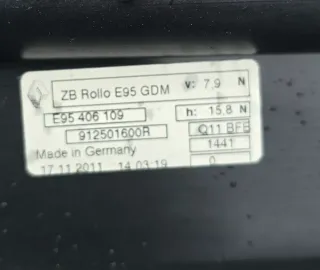 ZB Rollo E95 GDM v: 7,9 N
E95 406 109 h: 15,8 N
912501600R Q11 BFB
Made in Germany 1441
17.11.2011 14:03:19 0